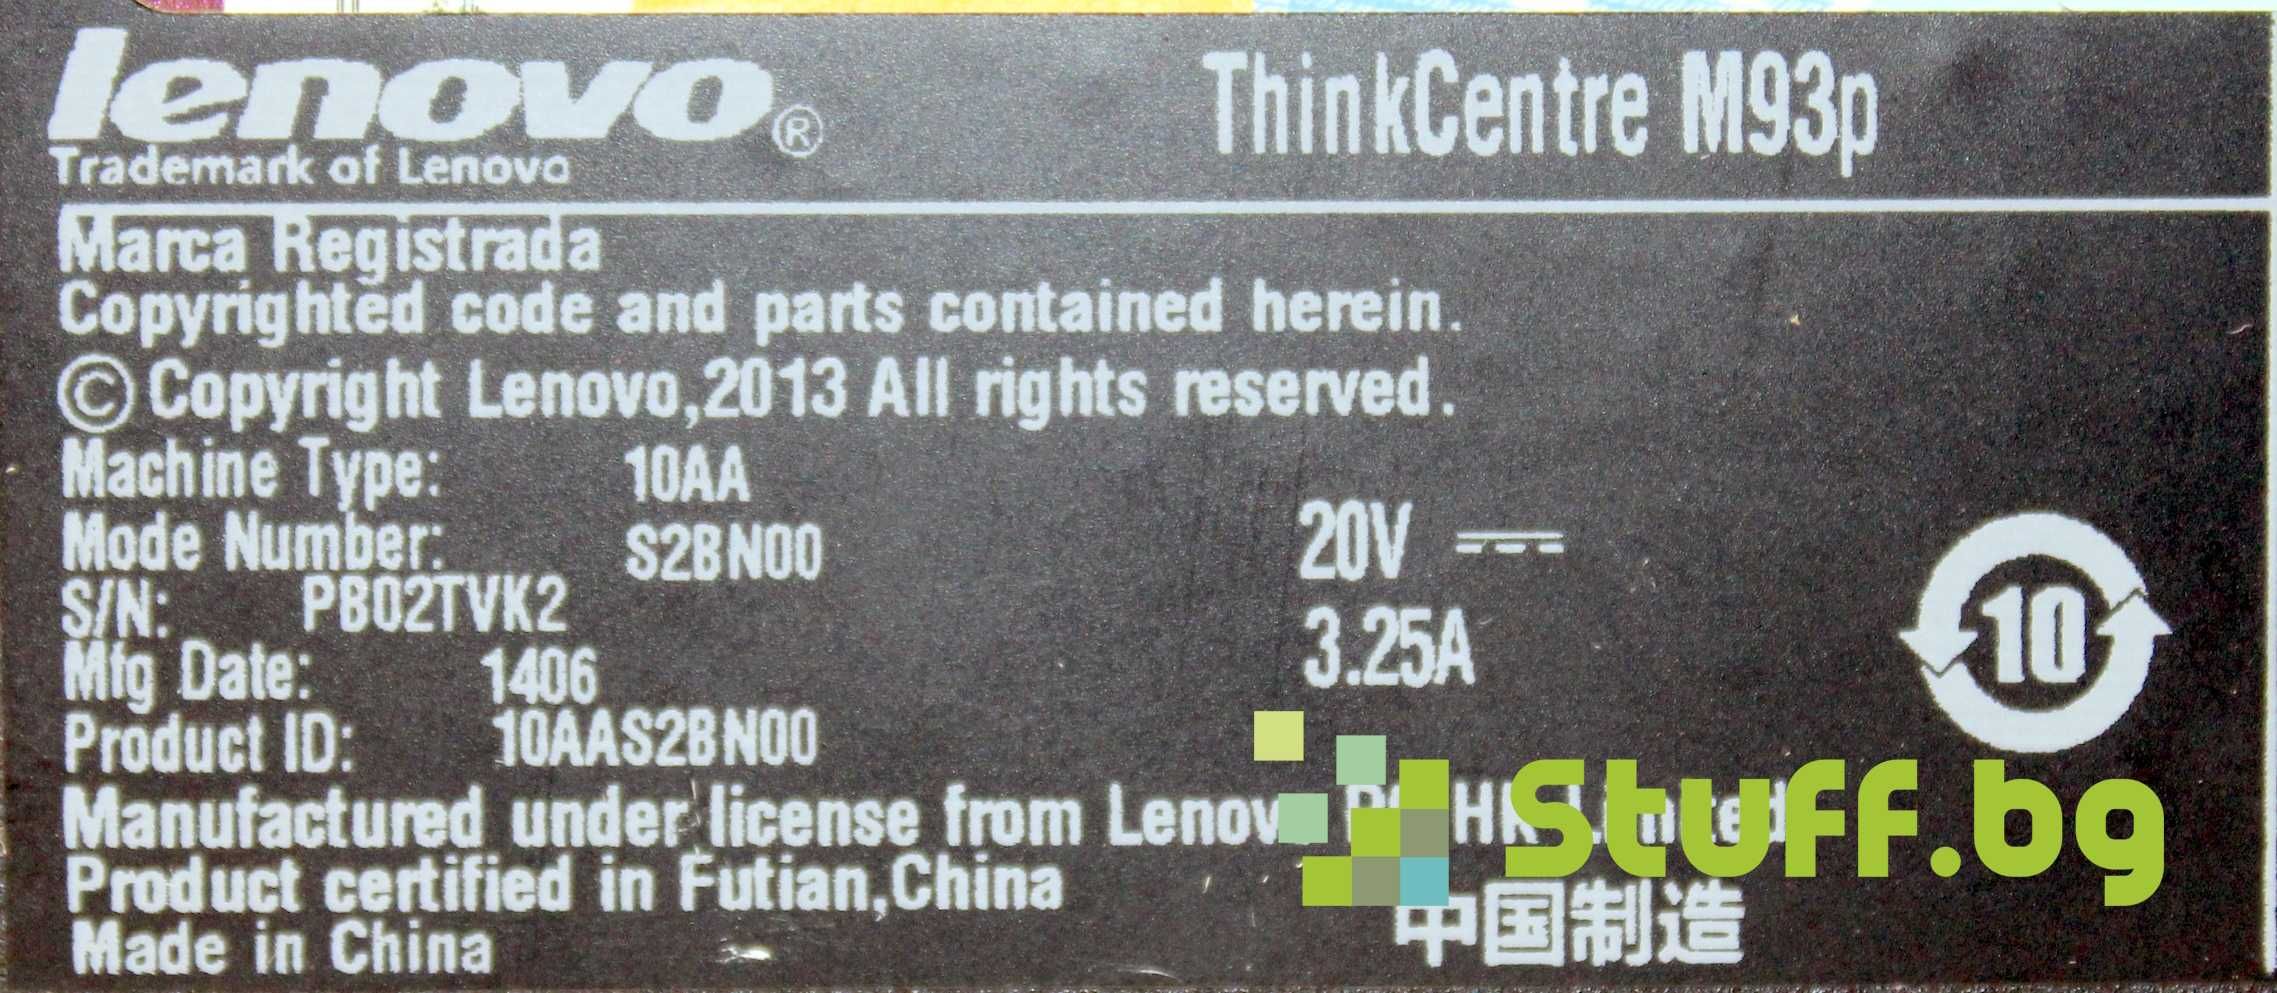 lenovo®
ThinkCentre M93p
Trademark of Lenovo
Marca Registrada
Copyrighted code and parts contained herein.
© Copyright Lenovo,2013 All rights reserved.
Machine Type: 10AA
Mode Number: S2BN00
S/N: PB02TVK2
Mfg Date: 1406
Product ID: 10AAS2BN00
20V
3.25A
10
Manufactured under license from Lenovo HK Limited
Product certified in Futian,China
Made in China
中国制造
Stuff.bg